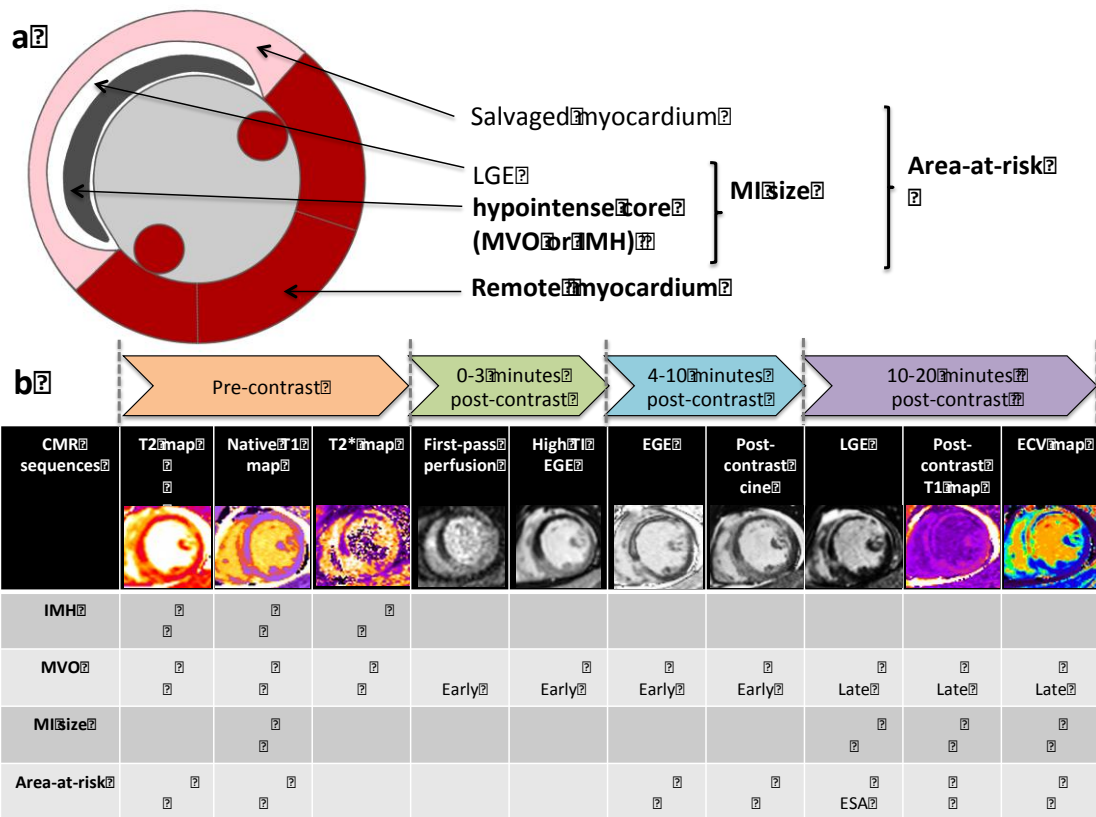 a⍰
Salvaged⍰myocardium⍰
LGE⍰
hypointense⍰core⍰
(MVO⍰or⍰IMH)⍰⍰
MI⍰size⍰
Area-at-risk⍰
⍰
Remote⍰myocardium⍰
b⍰
Pre-contrast⍰
0-3⍰minutes⍰
post-contrast⍰
4-10⍰minutes⍰
post-contrast⍰
10-20⍰minutes⍰⍰
post-contrast⍰⍰
CMR⍰
sequences⍰
T2⍰map⍰
⍰
⍰
Native⍰T1⍰
map⍰
T2*⍰map⍰
First-pass⍰
perfusion⍰
High⍰TI⍰
EGE⍰
EGE⍰
Post-
contrast⍰
cine⍰
LGE⍰
Post-
contrast⍰
T1⍰map⍰
ECV⍰map⍰
IMH⍰
⍰ ⍰ ⍰
⍰ ⍰ ⍰
MVO⍰
⍰ ⍰ ⍰ ⍰ ⍰ ⍰ ⍰ ⍰ ⍰
⍰ ⍰ ⍰ Early⍰ Early⍰ Early⍰ Early⍰ Late⍰ Late⍰ Late⍰
MI⍰size⍰
⍰ ⍰ ⍰ ⍰
⍰ ⍰ ⍰ ⍰
Area-at-risk⍰
⍰ ⍰ ⍰ ⍰ ⍰ ⍰ ⍰
⍰ ⍰ ⍰ ⍰ ESA⍰ ⍰ ⍰